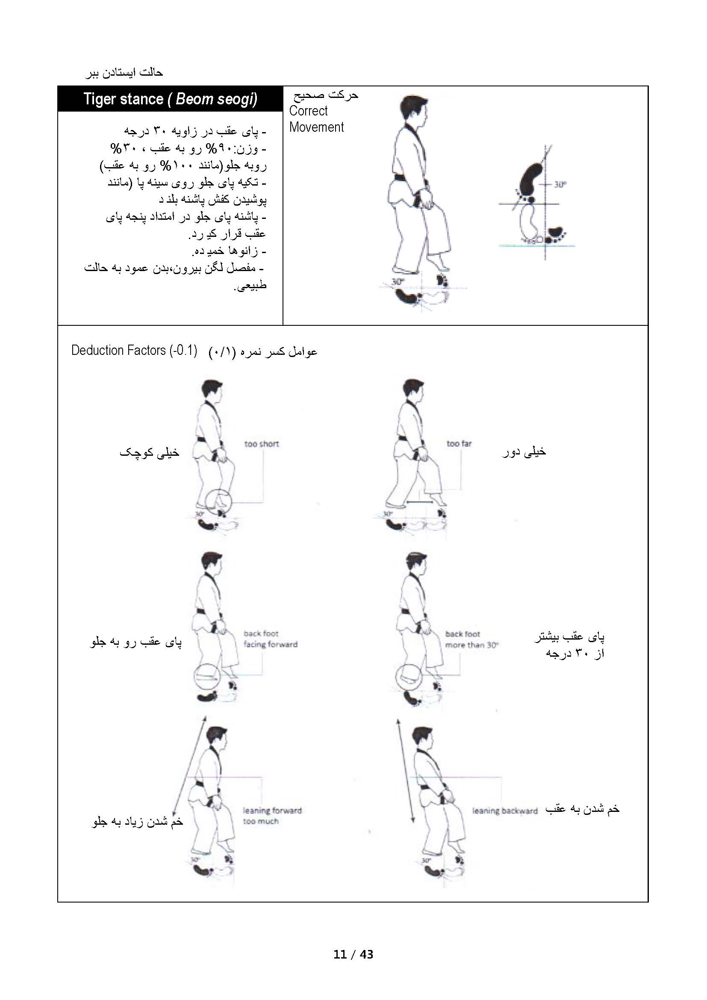 حالت ایستادن ببر
Tiger stance ( Beom seogi)
- پای عقب در زاویه ۳۰ درجه
- وزن:۹۰% رو به عقب ، ۳۰%
روبه جلو(مانند ۱۰۰% رو به عقب)
- تکیه پای جلو روی سینه پا (مانند
پوشیدن کفش پاشنه بلند
- پاشنه پای جلو در امتداد پنجه پای
عقب قرار کیرد.
- زانوها خمیده.
- مفصل لگن بیرون،بدن عمود به حالت
طبیعی.
حرکت صحیح
Correct
Movement
30°
30°
Deduction Factors (-0.1) عوامل کسر نمره (۰/۱)
خیلی کوچک
too short
30°
too far
خیلی دور
30°
پای عقب رو به جلو
back foot
facing forward
back foot
more than 30°
پای عقب بیشتر
از ۳۰ درجه
خم شدن زیاد به جلو
leaning forward
too much
30°
leaning backward
خم شدن به عقب
30°
11 / 43